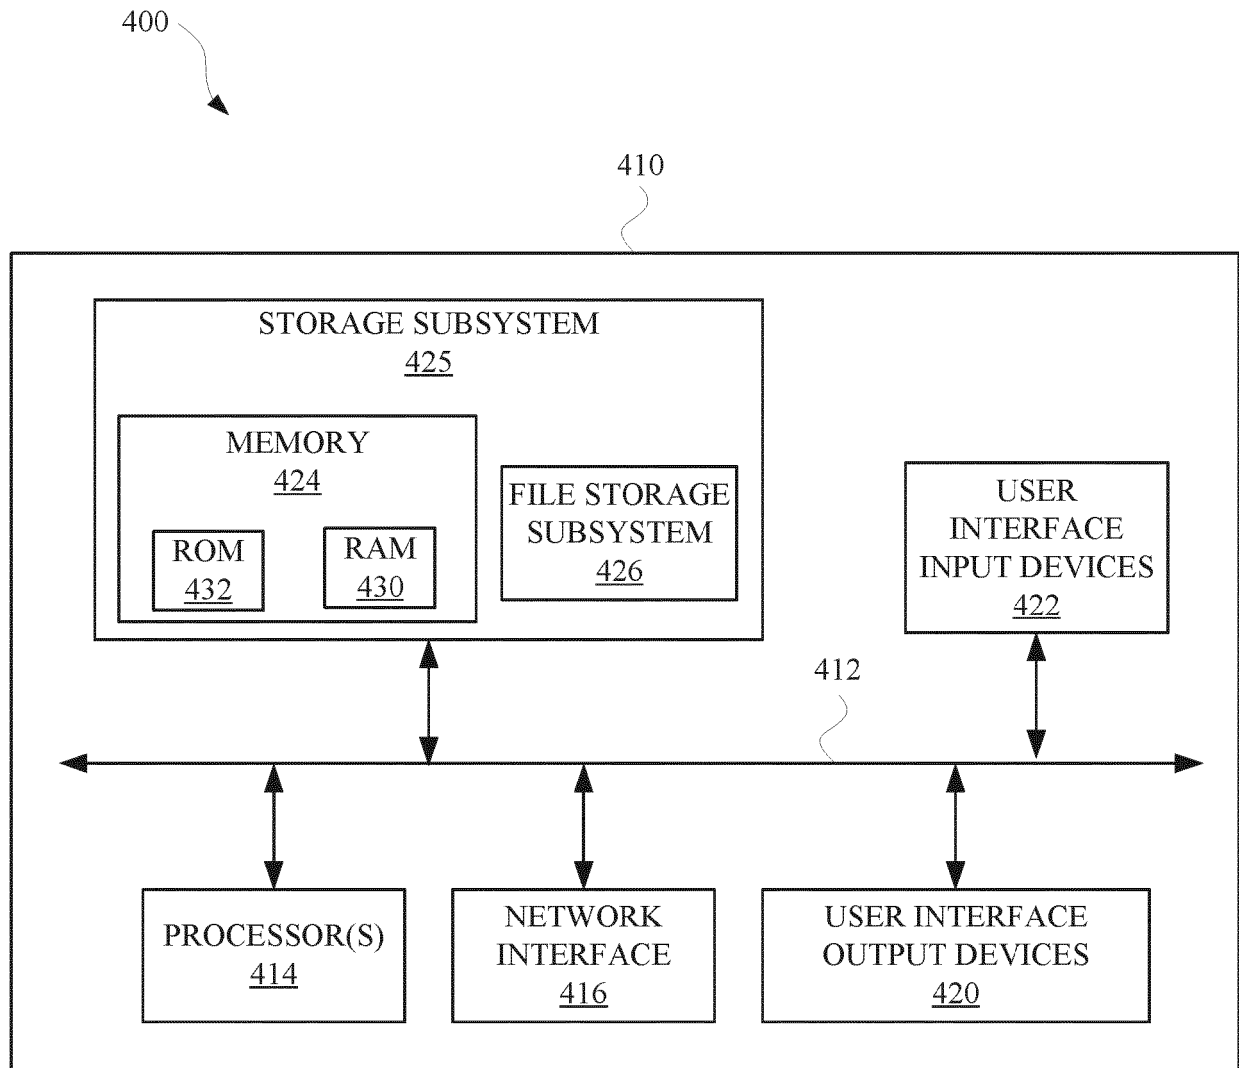 400
410
STORAGE SUBSYSTEM
425
MEMORY
424
ROM
432
RAM
430
FILE STORAGE
SUBSYSTEM
426
USER
INTERFACE
INPUT DEVICES
422
412
PROCESSOR(S)
414
NETWORK
INTERFACE
416
USER INTERFACE
OUTPUT DEVICES
420